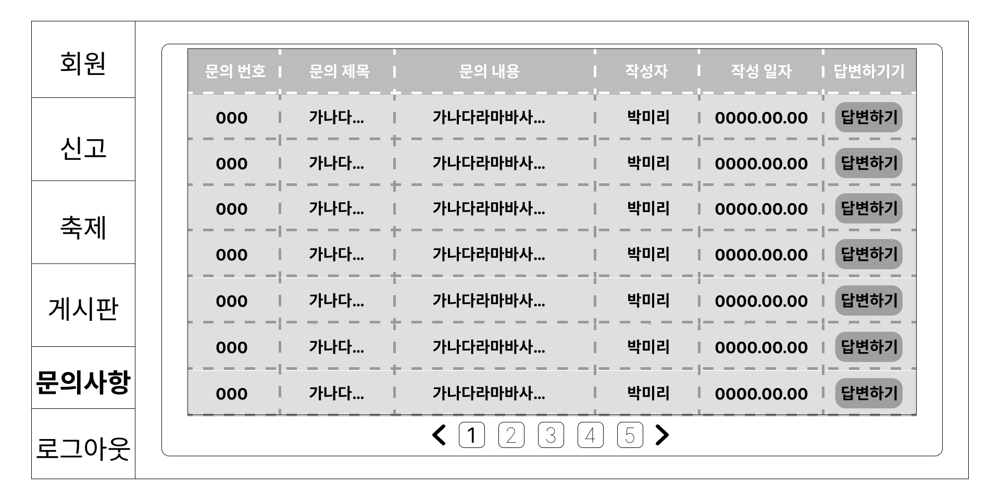 회원
신고
축제
게시판
문의사항
로그아웃
문의 번호 문의 제목 문의 내용 작성자 작성 일자 답변하기기
000 가나다... 가나다라마바사... 박미리 0000.00.00 답변하기
000 가나다... 가나다라마바사... 박미리 0000.00.00 답변하기
000 가나다... 가나다라마바사... 박미리 0000.00.00 답변하기
000 가나다... 가나다라마바사... 박미리 0000.00.00 답변하기
000 가나다... 가나다라마바사... 박미리 0000.00.00 답변하기
000 가나다... 가나다라마바사... 박미리 0000.00.00 답변하기
000 가나다... 가나다라마바사... 박미리 0000.00.00 답변하기
1 2 3 4 5